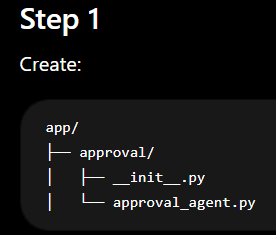 Step 1
Create:
app/
├── approval/
│   ├── __init__.py
│   └── approval_agent.py